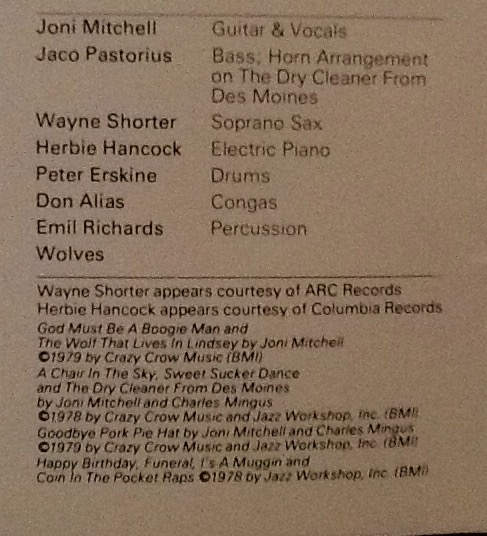 Joni Mitchell Guitar & Vocals
Jaco Pastorius Bass; Horn Arrangement
on The Dry Cleaner From
Des Moines
Wayne Shorter Soprano Sax
Herbie Hancock Electric Piano
Peter Erskine Drums
Don Alias Congas
Emil Richards Percussion
Wolves
Wayne Shorter appears courtesy of ARC Records
Herbie Hancock appears courtesy of Columbia Records
God Must Be A Boogie Man and
The Wolf That Lives In Lindsey by Joni Mitchell
©1979 by Crazy Crow Music (BMI)
A Chair In The Sky, Sweet Sucker Dance
and The Dry Cleaner From Des Moines
by Joni Mitchell and Charles Mingus
©1978 by Crazy Crow Music and Jazz Workshop, Inc. (BMI)
Goodbye Pork Pie Hat by Joni Mitchell and Charles Mingus
©1979 by Crazy Crow Music and Jazz Workshop, Inc. (BMI)
Happy Birthday, Funeral, I's A Muggin and
Coin In The Pocket Raps ©1978 by Jazz Workshop, Inc. (BMI)